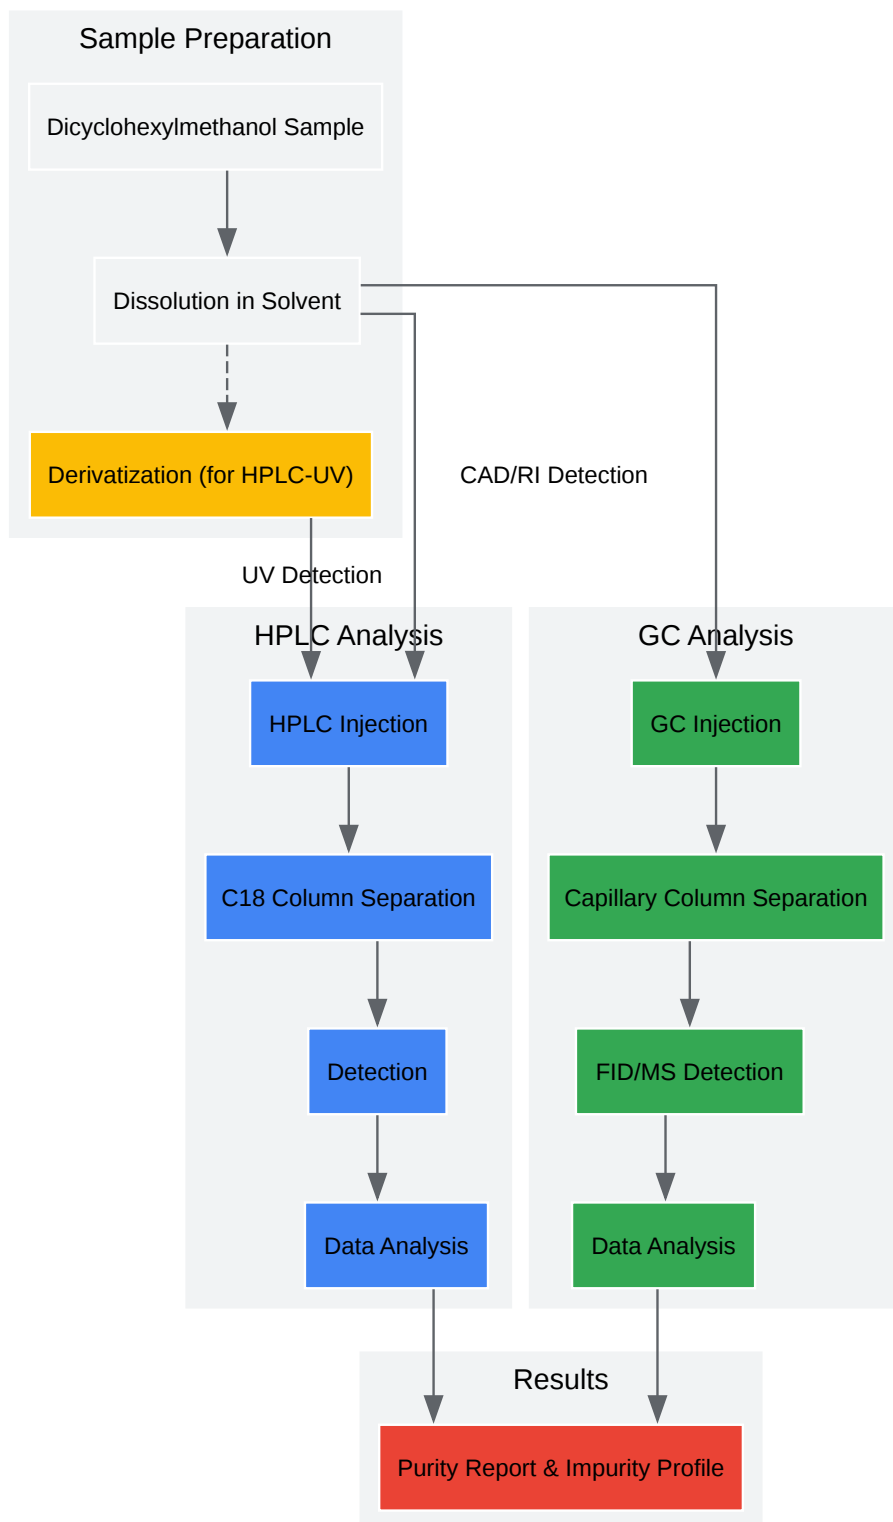 Sample Preparation
Dicyclohexylmethanol Sample
Dissolution in Solvent
Derivatization (for HPLC-UV)
CAD/RI Detection
UV Detection
HPLC Analysis
GC Analysis
HPLC Injection
GC Injection
C18 Column Separation
Capillary Column Separation
Detection
FID/MS Detection
Data Analysis
Data Analysis
Results
Purity Report & Impurity Profile